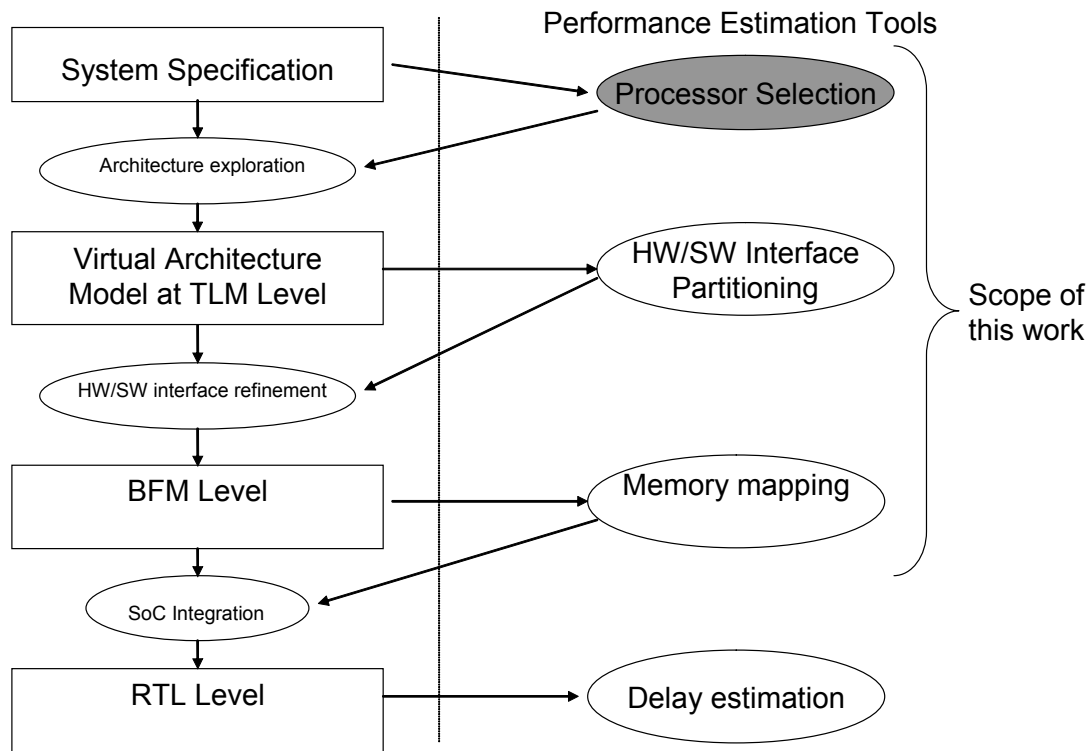 Performance Estimation Tools
System Specification
Processor Selection
Architecture exploration
Virtual Architecture
Model at TLM Level
HW/SW Interface
Partitioning
Scope of
this work
HW/SW interface refinement
BFM Level
Memory mapping
SoC Integration
RTL Level
Delay estimation